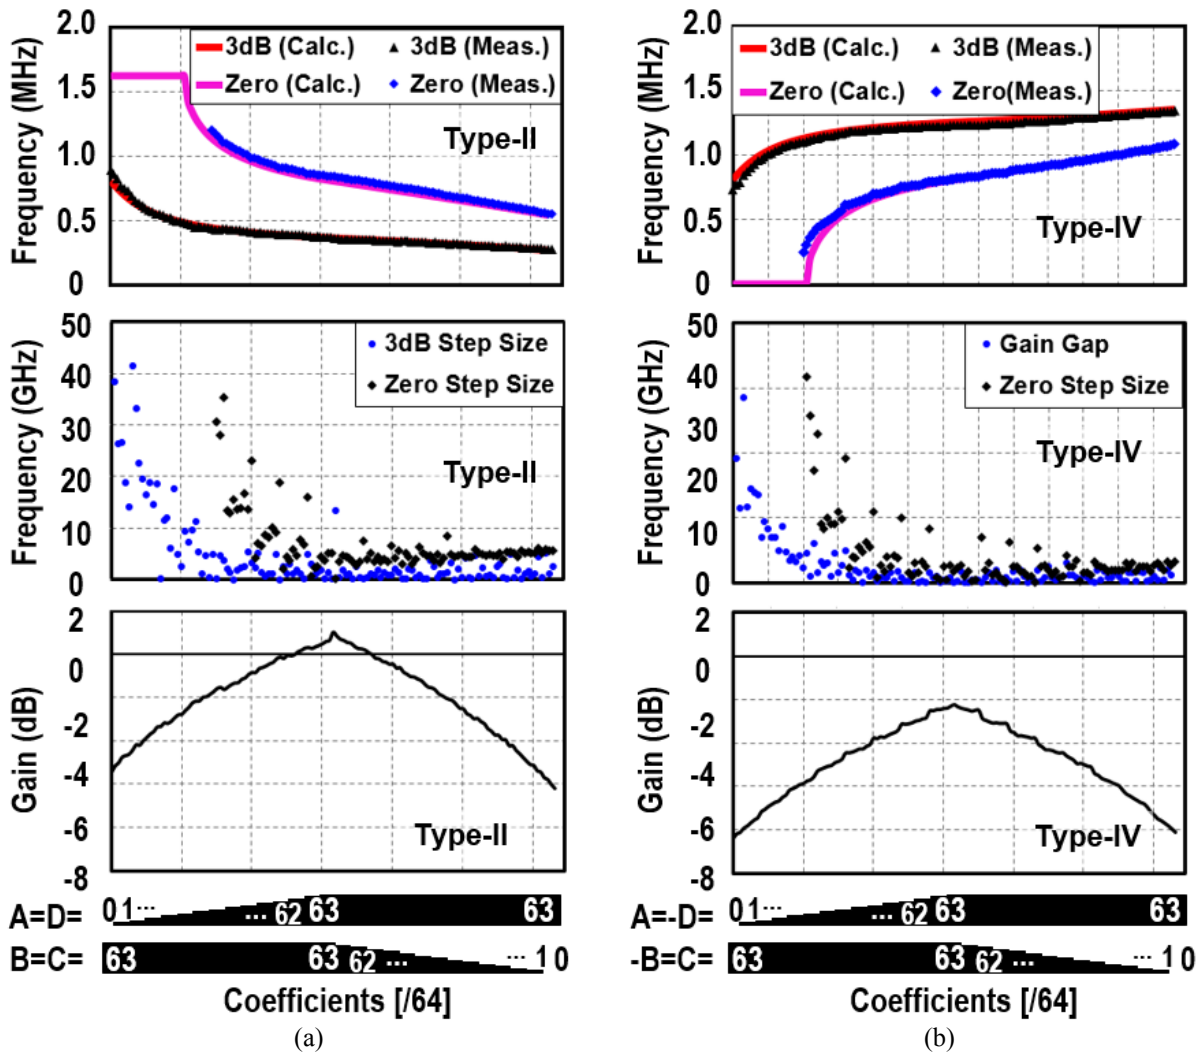 Frequency (MHz)
2.0
1.5
1.0
0.5
0
3dB (Calc.)
3dB (Meas.)
Zero (Calc.)
Zero (Meas.)
Type-II
Frequency (GHz)
50
40
30
20
10
0
3dB Step Size
Zero Step Size
Type-II
Gain (dB)
2
0
-2
-4
-6
-8
Type-II
A=D= 01··· ... 62 63 63
B=C= 63 63 62 ... ··· 1 0
Coefficients [/64]
(a)
Frequency (MHz)
2.0
1.5
1.0
0.5
0
3dB (Calc.)
3dB (Meas.)
Zero (Calc.)
Zero(Meas.)
Type-IV
Frequency (GHz)
50
40
30
20
10
0
Gain Gap
Zero Step Size
Type-IV
Gain (dB)
2
0
-2
-4
-6
-8
Type-IV
A=-D= 01··· ... 62 63 63
-B=C= 63 63 62 ... ··· 1 0
Coefficients [/64]
(b)